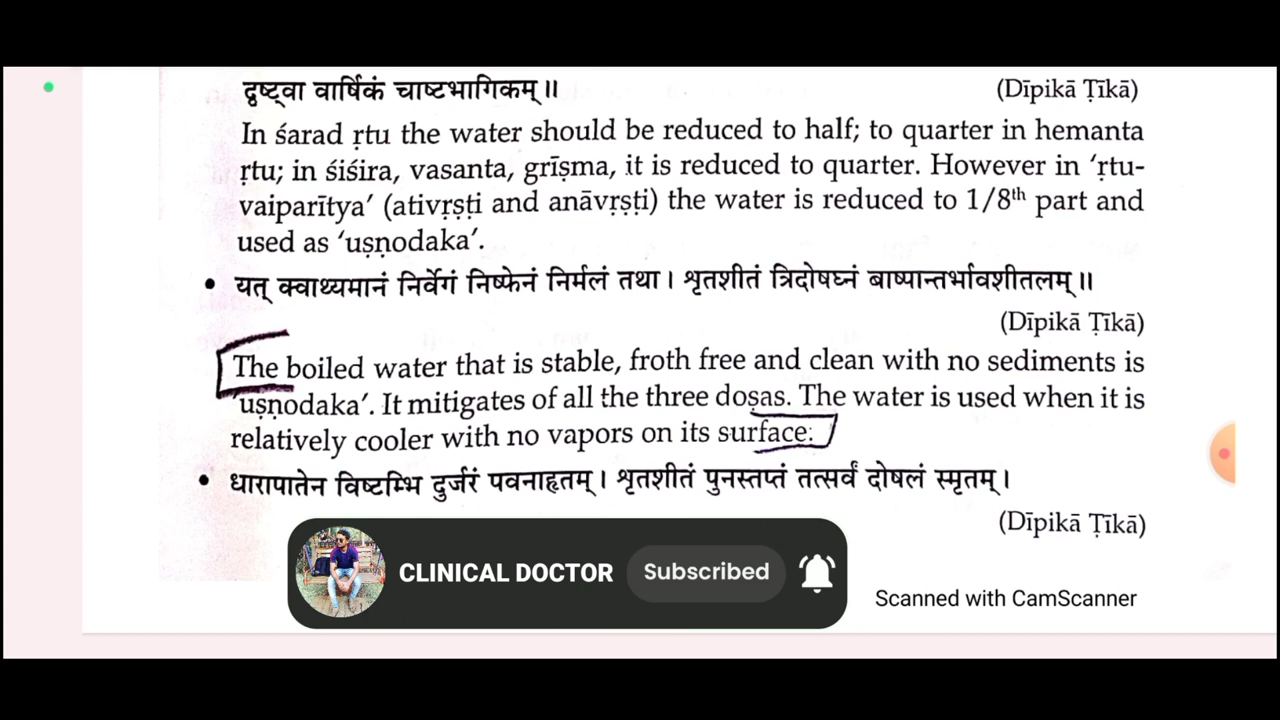 दृष्ट्वा वार्षिकं चाष्टभागिकम्॥ (Dīpikā Ṭīkā)
In śarad ṛtu the water should be reduced to half; to quarter in hemanta
ṛtu; in śiśira, vasanta, grīṣma, it is reduced to quarter. However in ‘ṛtu-
vaiparītya’ (ativṛṣṭi and anāvṛṣṭi) the water is reduced to 1/8th part and
used as ‘uṣṇodaka’.
• यत् क्वाथ्यमानं निर्वेगं निष्फेनं निर्मलं तथा। श‍ृतशीतं त्रिदोषघ्नं बाष्पान्तर्भावशीतलम्॥
(Dīpikā Ṭīkā)
The boiled water that is stable, froth free and clean with no sediments is
‘uṣṇodaka’. It mitigates of all the three doṣas. The water is used when it is
relatively cooler with no vapors on its surface.
• धारापातेन विष्टम्भि दुर्जरं पवनाहृतम्। श‍ृतशीतं पुनस्तप्तं तत्सर्वं दोषलं स्मृतम्।
(Dīpikā Ṭīkā)
CLINICAL DOCTOR Subscribed
Scanned with CamScanner